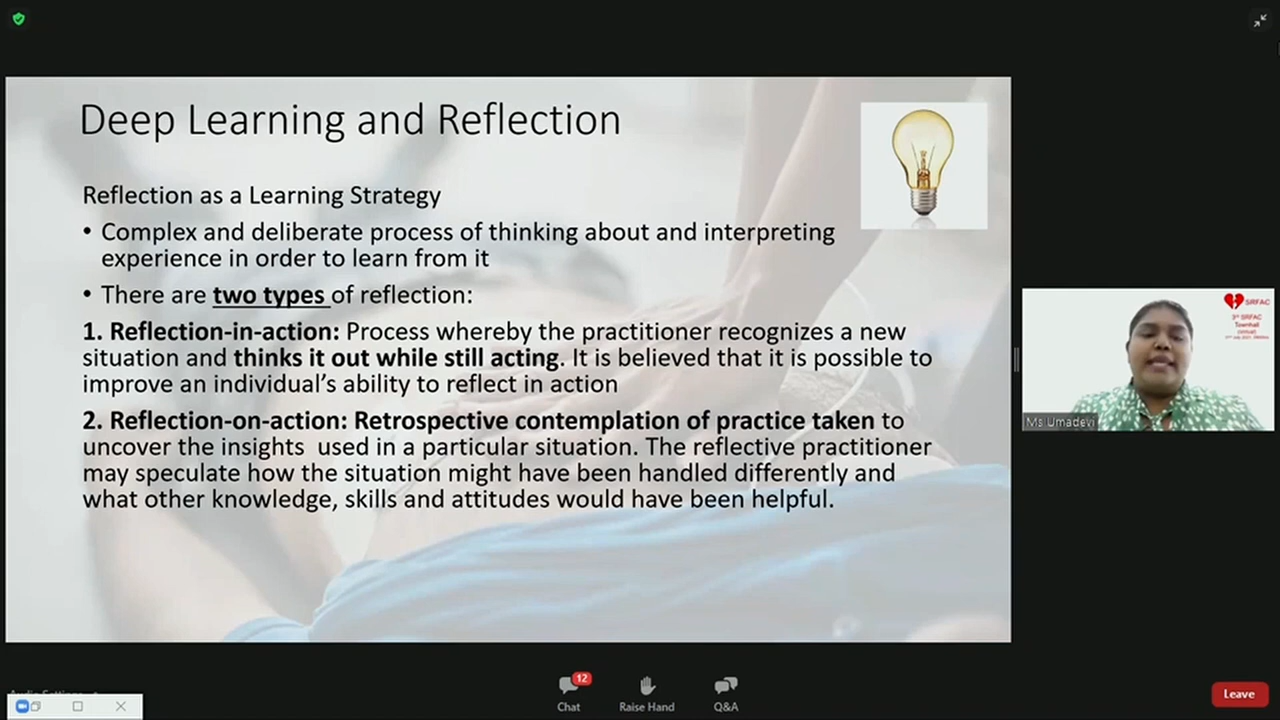 Deep Learning and Reflection
Reflection as a Learning Strategy
• Complex and deliberate process of thinking about and interpreting
experience in order to learn from it
• There are two types of reflection:
1. Reflection-in-action: Process whereby the practitioner recognizes a new
situation and thinks it out while still acting. It is believed that it is possible to
improve an individual’s ability to reflect in action
2. Reflection-on-action: Retrospective contemplation of practice taken to
uncover the insights  used in a particular situation. The reflective practitioner
may speculate how the situation might have been handled differently and
what other knowledge, skills and attitudes would have been helpful.
SRFAC
3rd SRFAC
Townhall
Ms Umadevi
12
Chat
Raise Hand
Q&A
Leave